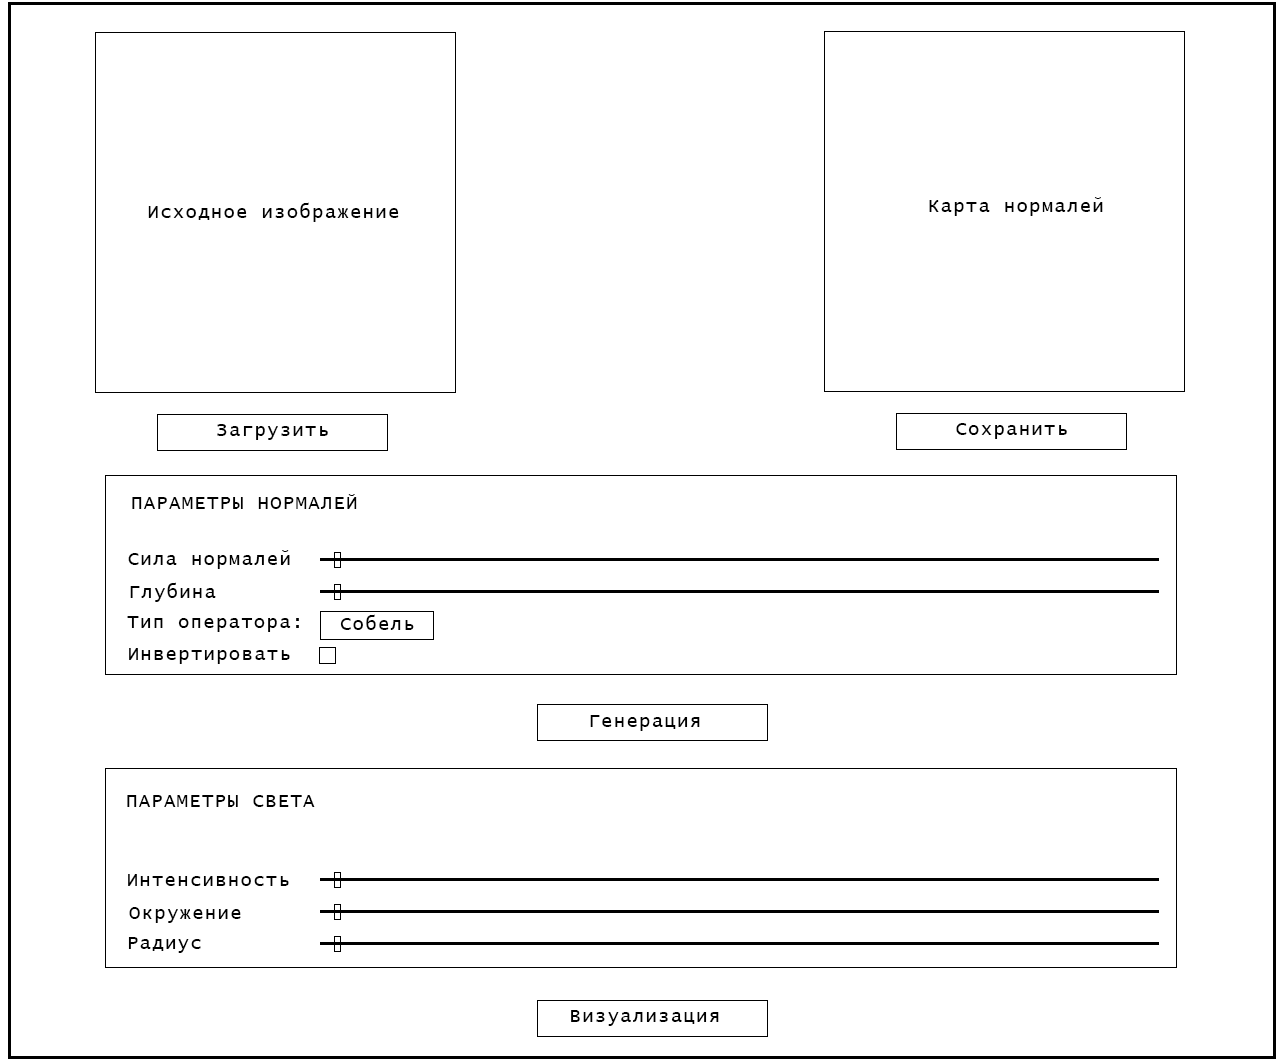 Исходное изображение
Карта нормалей
Загрузить
Сохранить
ПАРАМЕТРЫ НОРМАЛЕЙ
Сила нормалей
Глубина
Тип оператора: Собель
Инвертировать
Генерация
ПАРАМЕТРЫ СВЕТА
Интенсивность
Окружение
Радиус
Визуализация